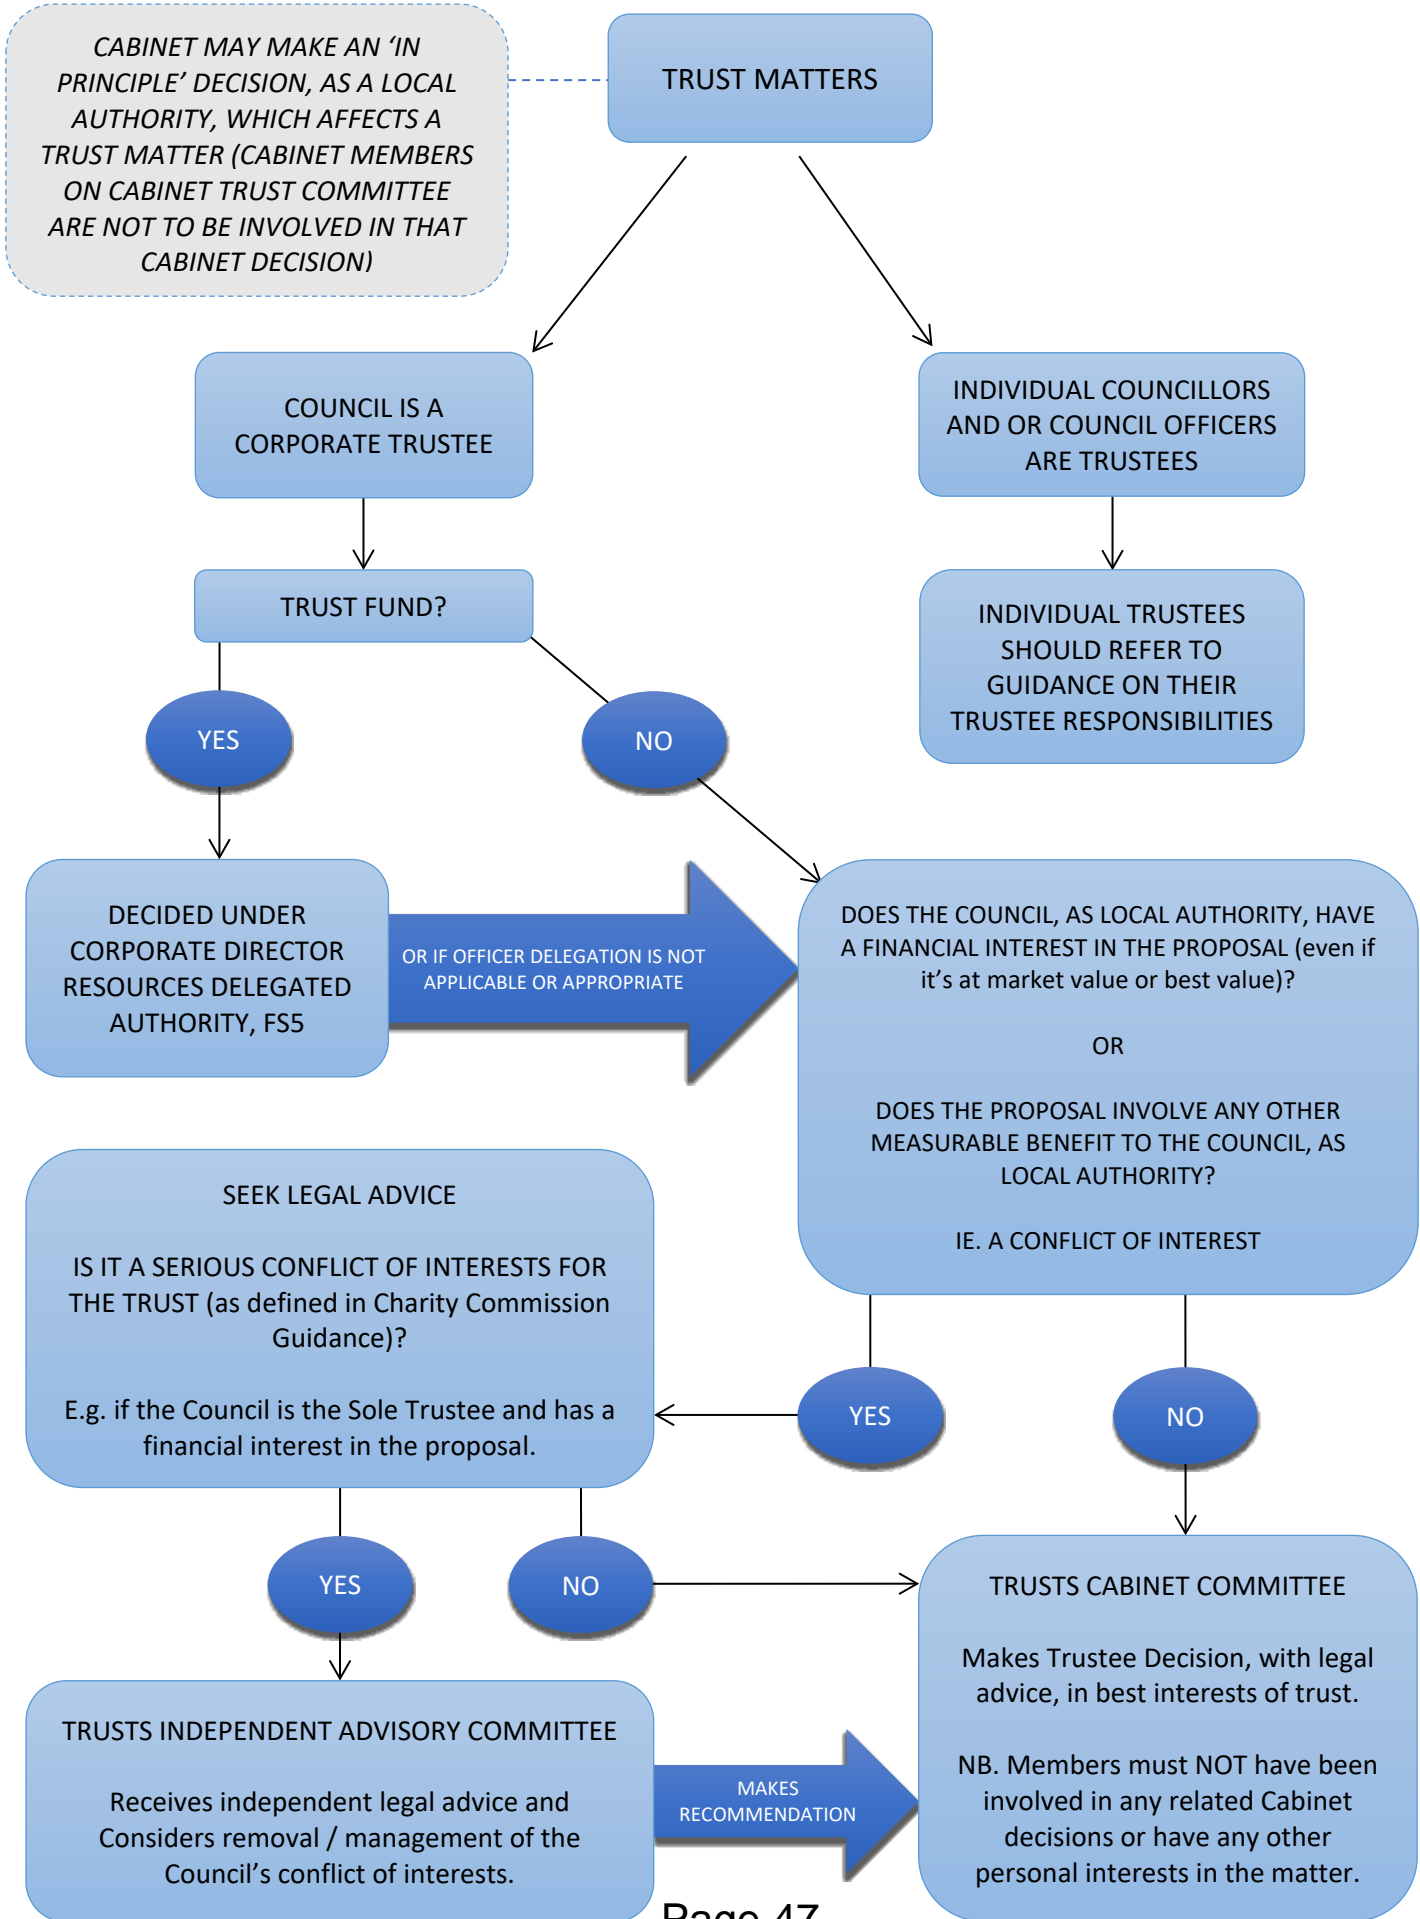 CABINET MAY MAKE AN ‘IN
PRINCIPLE’ DECISION, AS A LOCAL
AUTHORITY, WHICH AFFECTS A
TRUST MATTER (CABINET MEMBERS
ON CABINET TRUST COMMITTEE
ARE NOT TO BE INVOLVED IN THAT
CABINET DECISION)
TRUST MATTERS
COUNCIL IS A
CORPORATE TRUSTEE
INDIVIDUAL COUNCILLORS
AND OR COUNCIL OFFICERS
ARE TRUSTEES
TRUST FUND?
INDIVIDUAL TRUSTEES
SHOULD REFER TO
GUIDANCE ON THEIR
TRUSTEE RESPONSIBILITIES
YES
NO
DECIDED UNDER
CORPORATE DIRECTOR
RESOURCES DELEGATED
AUTHORITY, FS5
OR IF OFFICER DELEGATION IS NOT
APPLICABLE OR APPROPRIATE
DOES THE COUNCIL, AS LOCAL AUTHORITY, HAVE
A FINANCIAL INTEREST IN THE PROPOSAL (even if
it’s at market value or best value)?
OR
DOES THE PROPOSAL INVOLVE ANY OTHER
MEASURABLE BENEFIT TO THE COUNCIL, AS
LOCAL AUTHORITY?
IE. A CONFLICT OF INTEREST
SEEK LEGAL ADVICE
IS IT A SERIOUS CONFLICT OF INTERESTS FOR
THE TRUST (as defined in Charity Commission
Guidance)?
E.g. if the Council is the Sole Trustee and has a
financial interest in the proposal.
YES
NO
YES
NO
TRUSTS CABINET COMMITTEE
Makes Trustee Decision, with legal
advice, in best interests of trust.
NB. Members must NOT have been
involved in any related Cabinet
decisions or have any other
personal interests in the matter.
TRUSTS INDEPENDENT ADVISORY COMMITTEE
Receives independent legal advice and
Considers removal / management of the
Council’s conflict of interests.
MAKES
RECOMMENDATION
Page 47